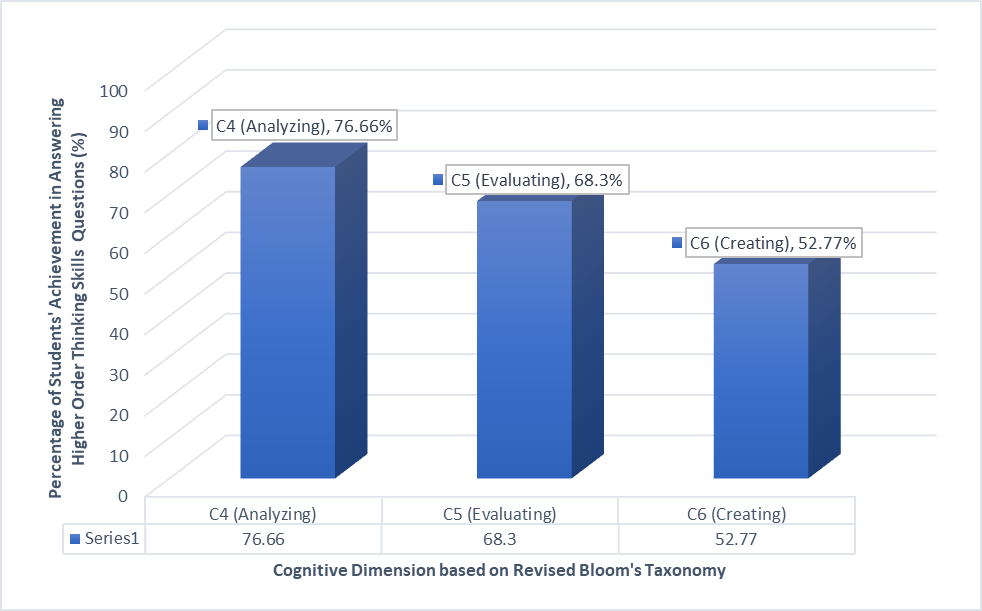 Percentage of Students' Achievement in Answering
Higher Order Thinking Skills Questions (%)
100
90
80
70
60
50
40
30
20
10
0
C4 (Analyzing), 76.66%
C5 (Evaluating), 68.3%
C6 (Creating), 52.77%
C4 (Analyzing) C5 (Evaluating) C6 (Creating)
Series1 76.66 68.3 52.77
Cognitive Dimension based on Revised Bloom's Taxonomy